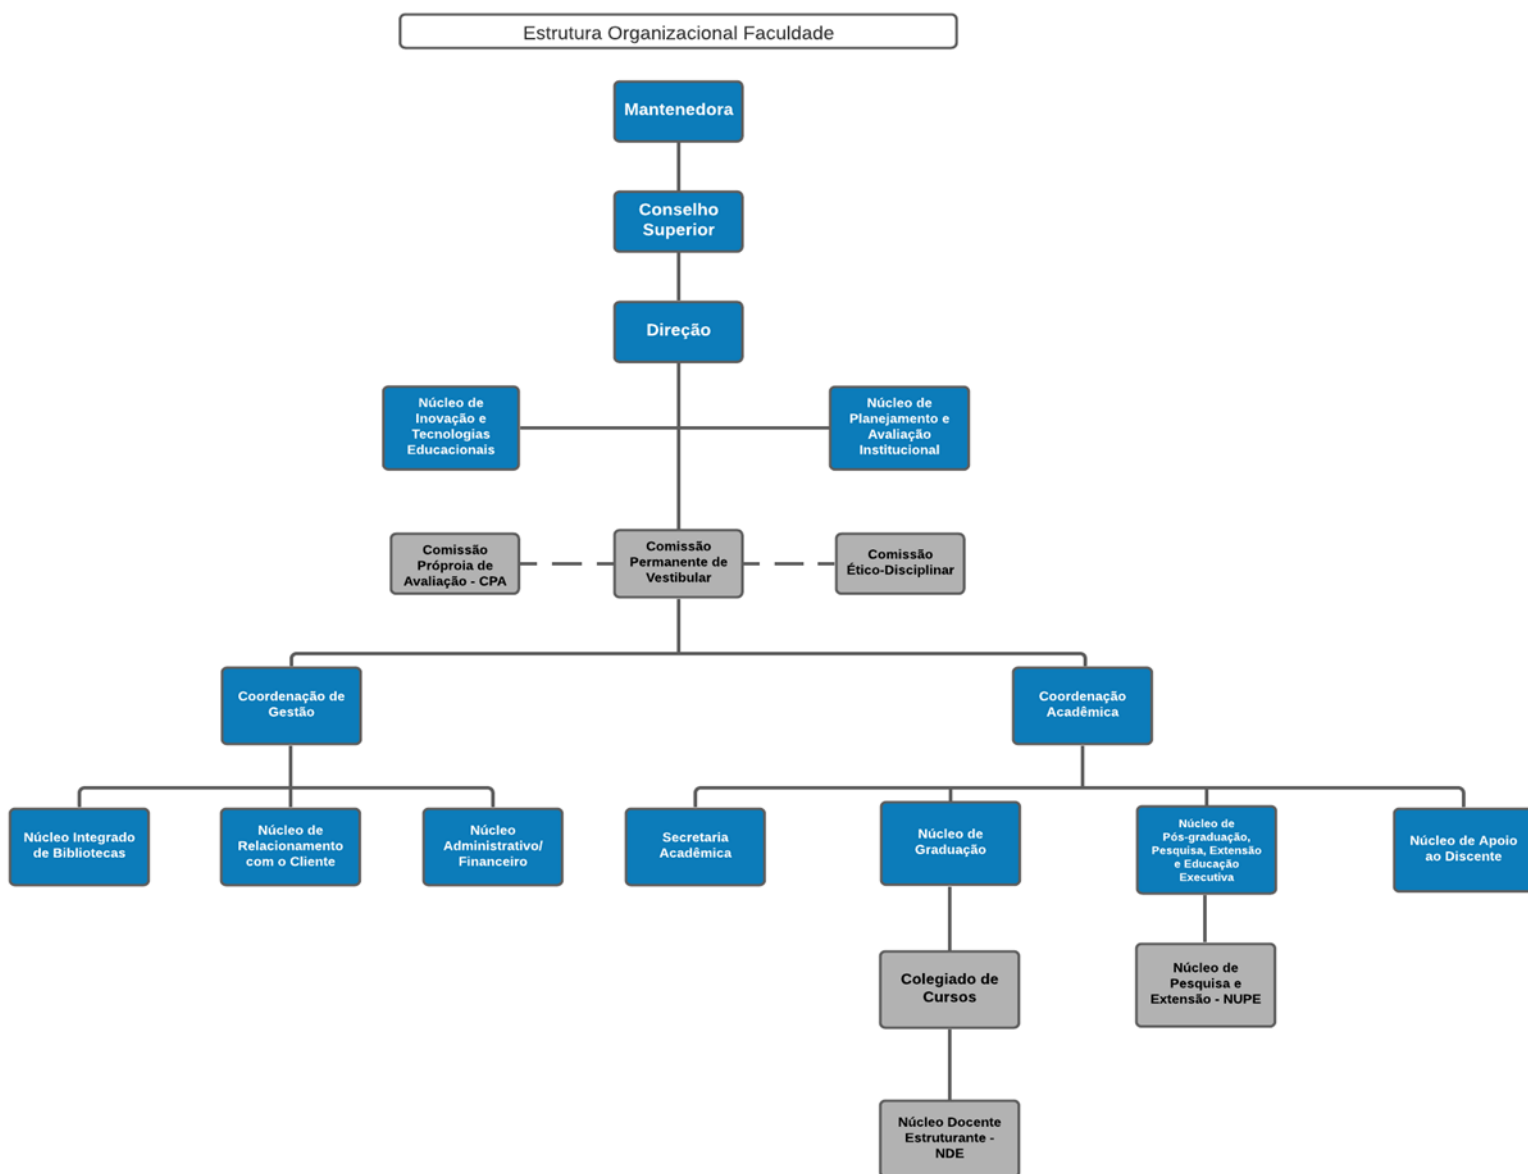 Estrutura Organizacional Faculdade
Mantenedora
Conselho
Superior
Direção
Núcleo de
Inovação e
Tecnologias
Educacionais
Núcleo de
Planejamento e
Avaliação
Institucional
Comissão
Próproia de
Avaliação - CPA
Comissão
Permanente de
Vestibular
Comissão
Ético-Disciplinar
Coordenação de
Gestão
Coordenação
Acadêmica
Núcleo Integrado
de Bibliotecas
Núcleo de
Relacionamento
com o Cliente
Núcleo
Administrativo/
Financeiro
Secretaria
Acadêmica
Núcleo de
Graduação
Núcleo de
Pós-graduação,
Pesquisa, Extensão
e Educação
Executiva
Núcleo de Apoio
ao Discente
Colegiado de
Cursos
Núcleo de
Pesquisa e
Extensão - NUPE
Núcleo Docente
Estruturante -
NDE